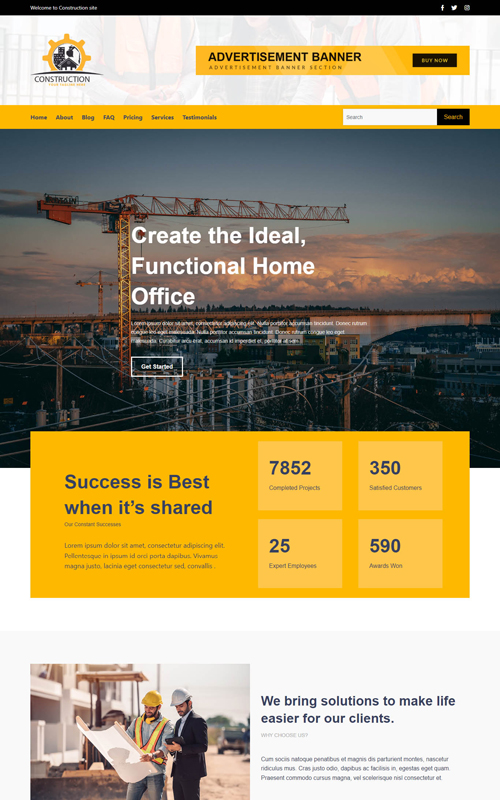 Welcome to Construction site
ADVERTISEMENT BANNER
ADVERTISEMENT BANNER SECTION
BUY NOW
CONSTRUCTION
YOUR TAGLINE HERE
Home About Blog FAQ Pricing Services Testimonials
Search Search
Create the Ideal,
Functional Home
Office
Lorem ipsum dolor sit amet, consectetur adipiscing elit. Nulla porttitor accumsan tincidunt. Donec rutrum
congue leo eget malesuada. Nulla porttitor accumsan tincidunt. Donec rutrum congue leo eget
malesuada. Curabitur arcu erat, accumsan id imperdiet et, porttitor at sem.
Get Started
Success is Best
when it’s shared
Our Constant Successes
Lorem ipsum dolor sit amet, consectetur adipiscing elit.
Pellentesque in ipsum id orci porta dapibus. Vivamus
magna justo, lacinia eget consectetur sed, convallis .
7852
Completed Projects
350
Satisfied Customers
25
Expert Employees
590
Awards Won
We bring solutions to make life
easier for our clients.
WHY CHOOSE US?
Cum sociis natoque penatibus et magnis dis parturient montes, nascetur
ridiculus mus. Cras justo odio, dapibus ac facilisis in, egestas eget quam.
Praesent commodo cursus magna, vel scelerisque nisl consectetur et.